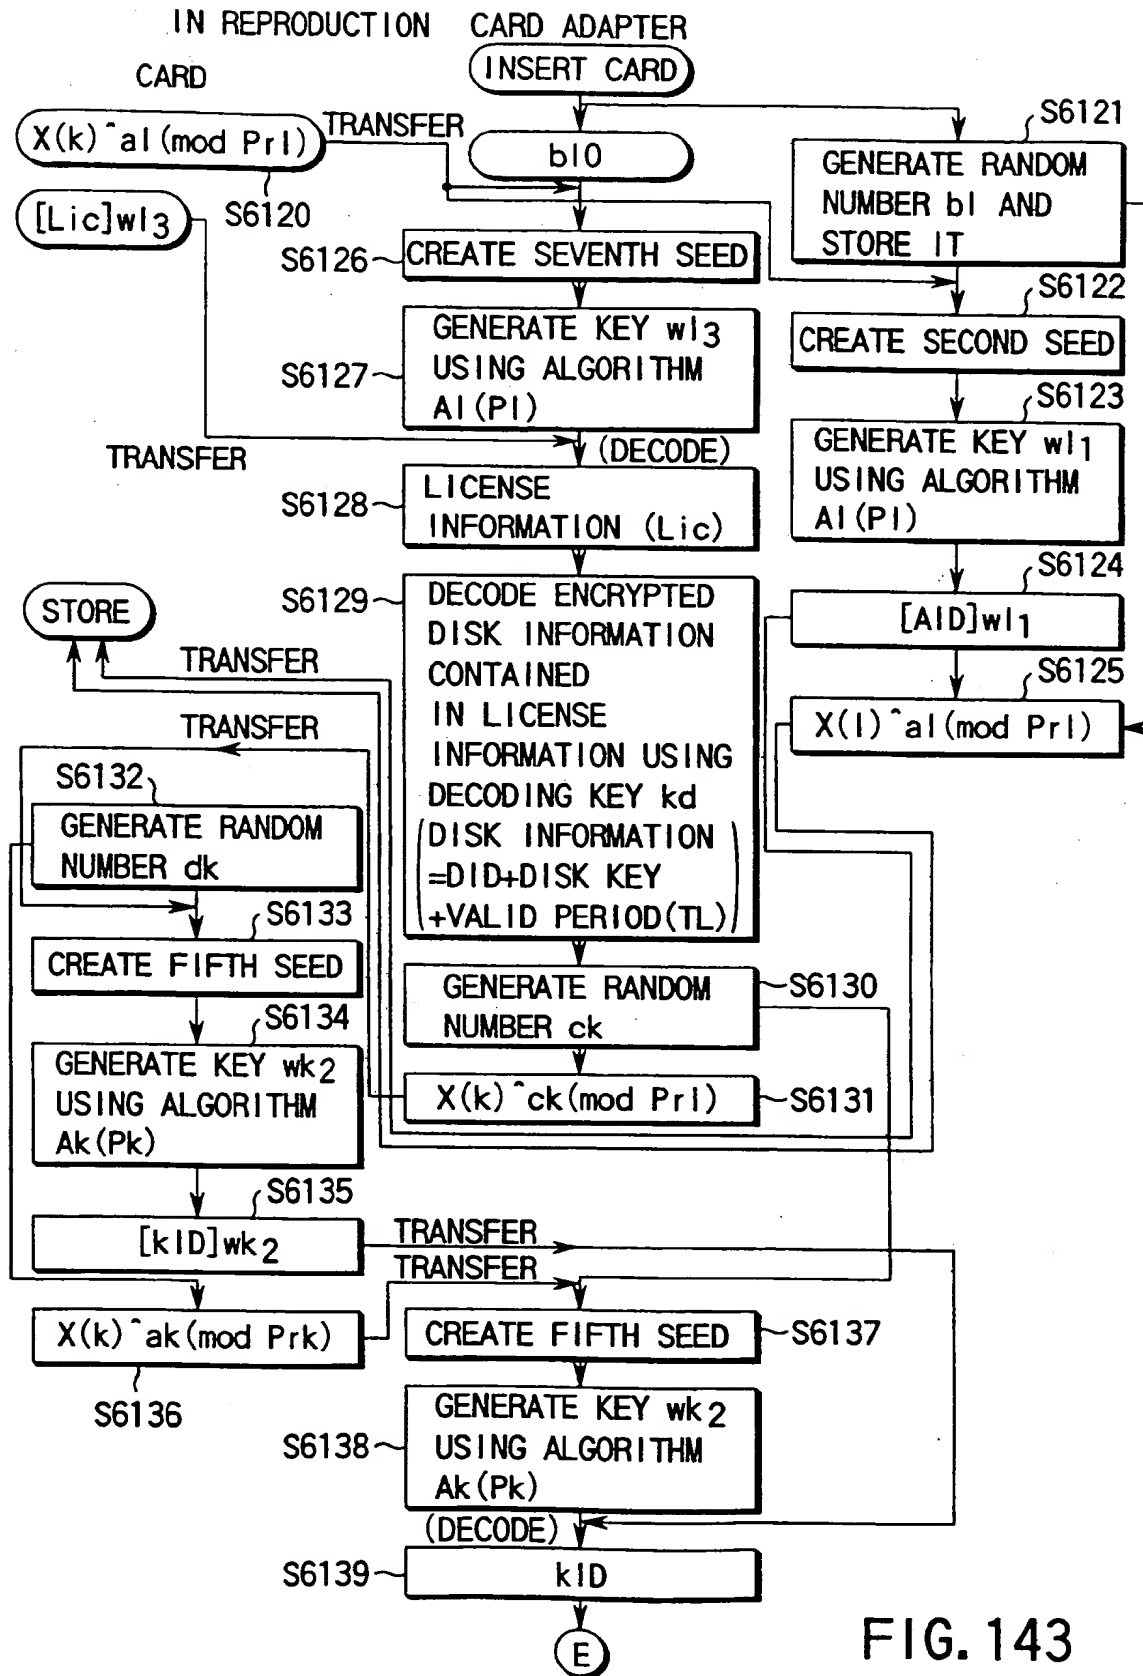 IN REPRODUCTION CARD ADAPTER
INSERT CARD
CARD
X(k)^al(mod Prl)
TRANSFER
S6120
[Lic]wl3
bl0
S6121
GENERATE RANDOM
NUMBER bl AND
STORE IT
S6126
CREATE SEVENTH SEED
S6122
CREATE SECOND SEED
S6127
GENERATE KEY wl3
USING ALGORITHM
Al(Pl)
S6123
GENERATE KEY wl1
USING ALGORITHM
Al(Pl)
TRANSFER
(DECODE)
S6128
LICENSE
INFORMATION (Lic)
S6124
[AID]wl1
S6129
DECODE ENCRYPTED
DISK INFORMATION
CONTAINED
IN LICENSE
INFORMATION USING
DECODING KEY kd
(DISK INFORMATION
=DID+DISK KEY
+VALID PERIOD(TL))
S6125
X(l)^al(mod Prl)
STORE
TRANSFER
TRANSFER
S6132
GENERATE RANDOM
NUMBER dk
S6133
CREATE FIFTH SEED
S6130
GENERATE RANDOM
NUMBER ck
S6134
GENERATE KEY wk2
USING ALGORITHM
Ak(Pk)
X(k)^ck(mod Prl)
S6131
S6135
[kID]wk2
TRANSFER
TRANSFER
X(k)^ak(mod Prk)
S6136
CREATE FIFTH SEED
S6137
S6138
GENERATE KEY wk2
USING ALGORITHM
Ak(Pk)
(DECODE)
S6139
kID
E
FIG. 143